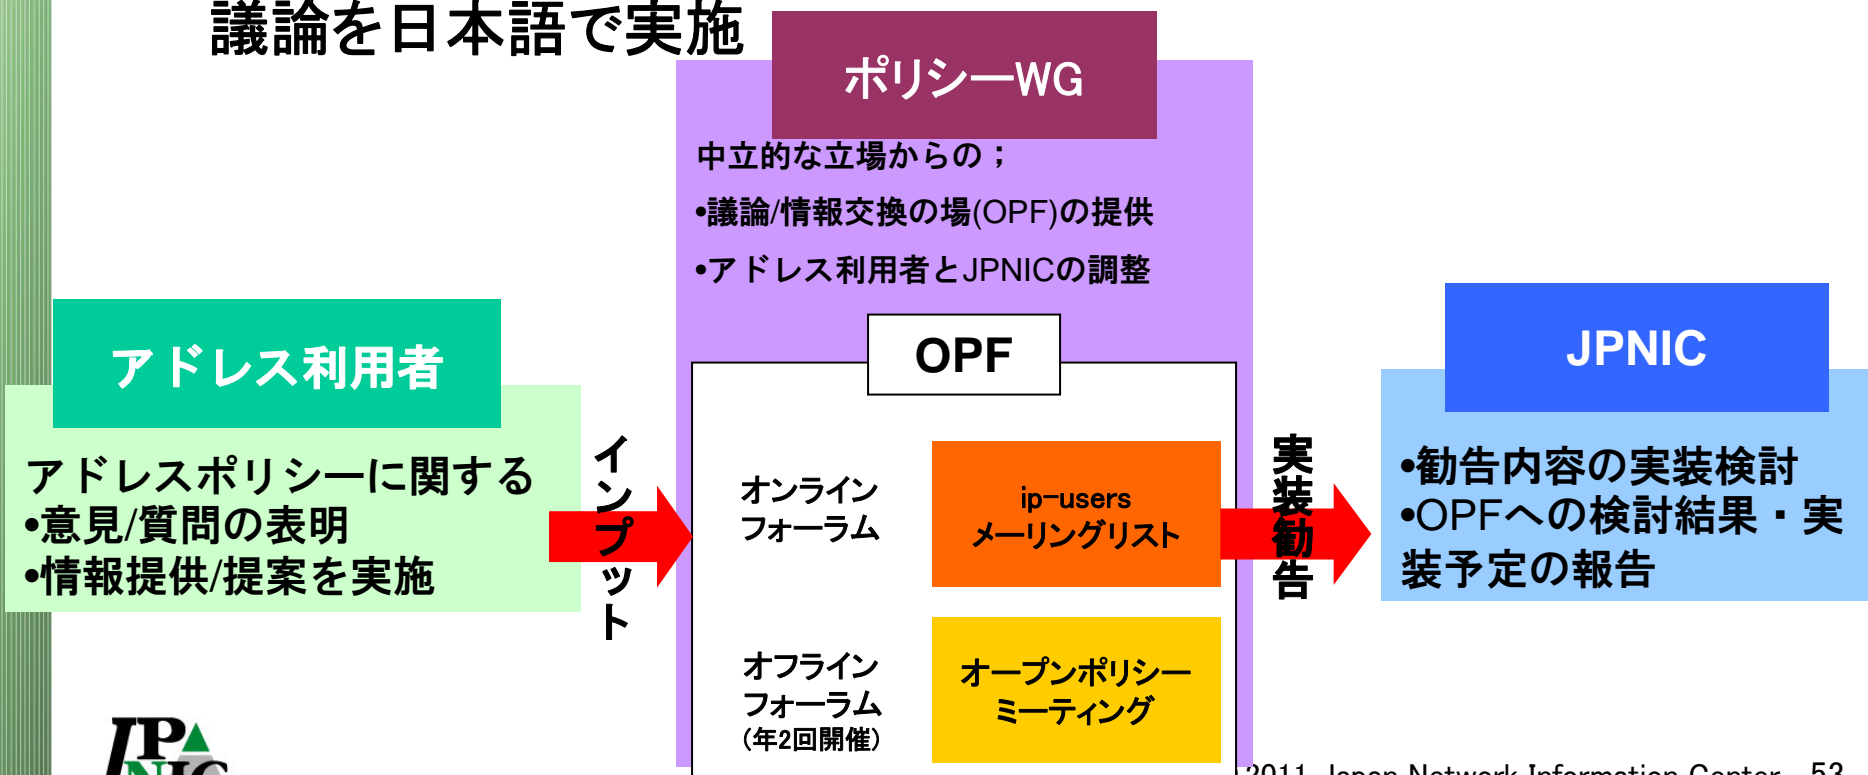 議論を日本語で実施
ポリシーWG
中立的な立場からの；
•議論/情報交換の場(OPF)の提供
•アドレス利用者とJPNICの調整
アドレス利用者
アドレスポリシーに関する
•意見/質問の表明
•情報提供/提案を実施
インプット
OPF
オンライン
フォーラム
ip-users
メーリングリスト
オフライン
フォーラム
(年2回開催)
オープンポリシー
ミーティング
実装勧告
JPNIC
•勧告内容の実装検討
•OPFへの検討結果・実
装予定の報告
JPNIC
2011 Japan Network Information Center 53